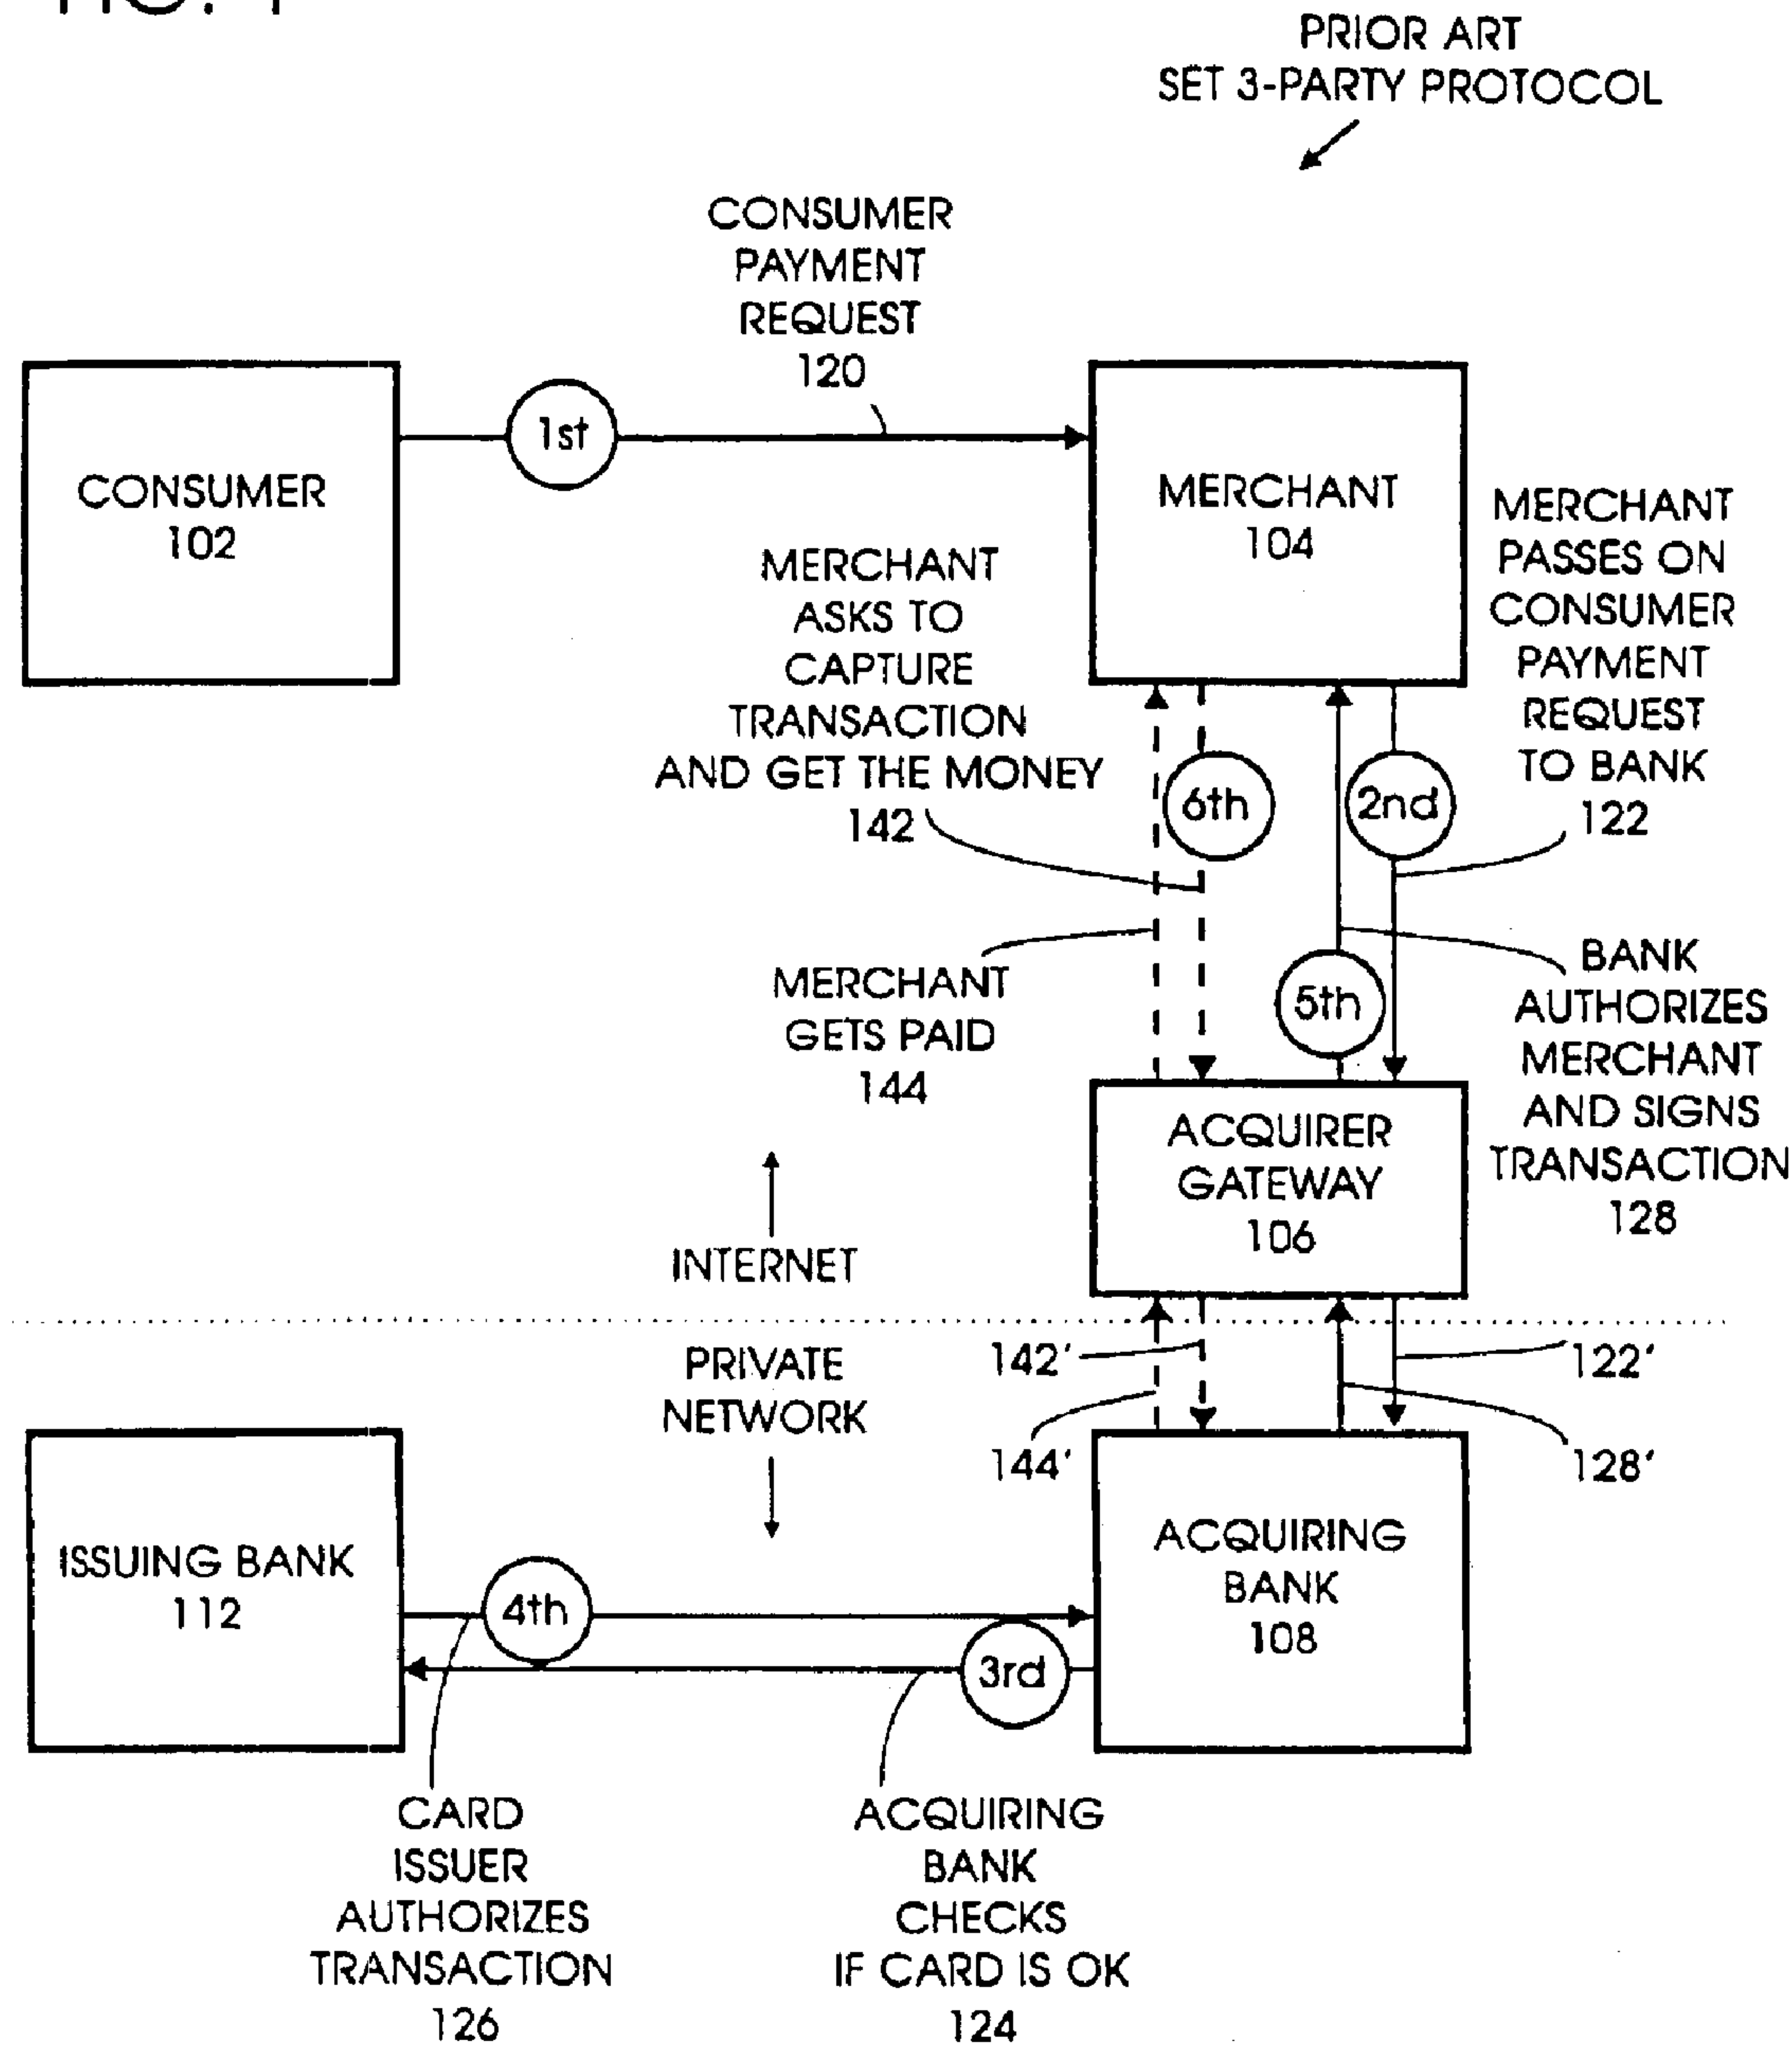 PRIOR ART
SET 3-PARTY PROTOCOL
CONSUMER
PAYMENT
REQUEST
120
1st
CONSUMER
102
MERCHANT
104
MERCHANT
ASKS TO
CAPTURE
TRANSACTION
AND GET THE MONEY
142
MERCHANT
PASSES ON
CONSUMER
PAYMENT
REQUEST
TO BANK
122
6th
2nd
MERCHANT
GETS PAID
144
5th
BANK
AUTHORIZES
MERCHANT
AND SIGNS
TRANSACTION
128
ACQUIRER
GATEWAY
106
INTERNET
PRIVATE
NETWORK
142'
144'
122'
128'
ISSUING BANK
112
4th
3rd
ACQUIRING
BANK
108
CARD
ISSUER
AUTHORIZES
TRANSACTION
126
ACQUIRING
BANK
CHECKS
IF CARD IS OK
124